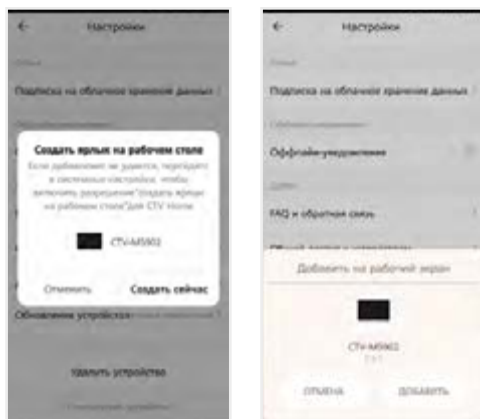 Настройки
Подписка на облачное хранение данных
Создать ярлык на рабочем столе
Если добавление не удается, перейдите
в системные настройки, чтобы
включить разрешение"создать ярлык
на рабочем столе"для CTV Home
CTV-M5902
Отменить Создать сейчас
Обновление устройства
Удалить устройство
Настройки
Подписка на облачное хранение данных
Оффлайн-уведомление
FAQ и обратная связь
Добавить на рабочий экран
CTV-M5902
ОТМЕНА ДОБАВИТЬ